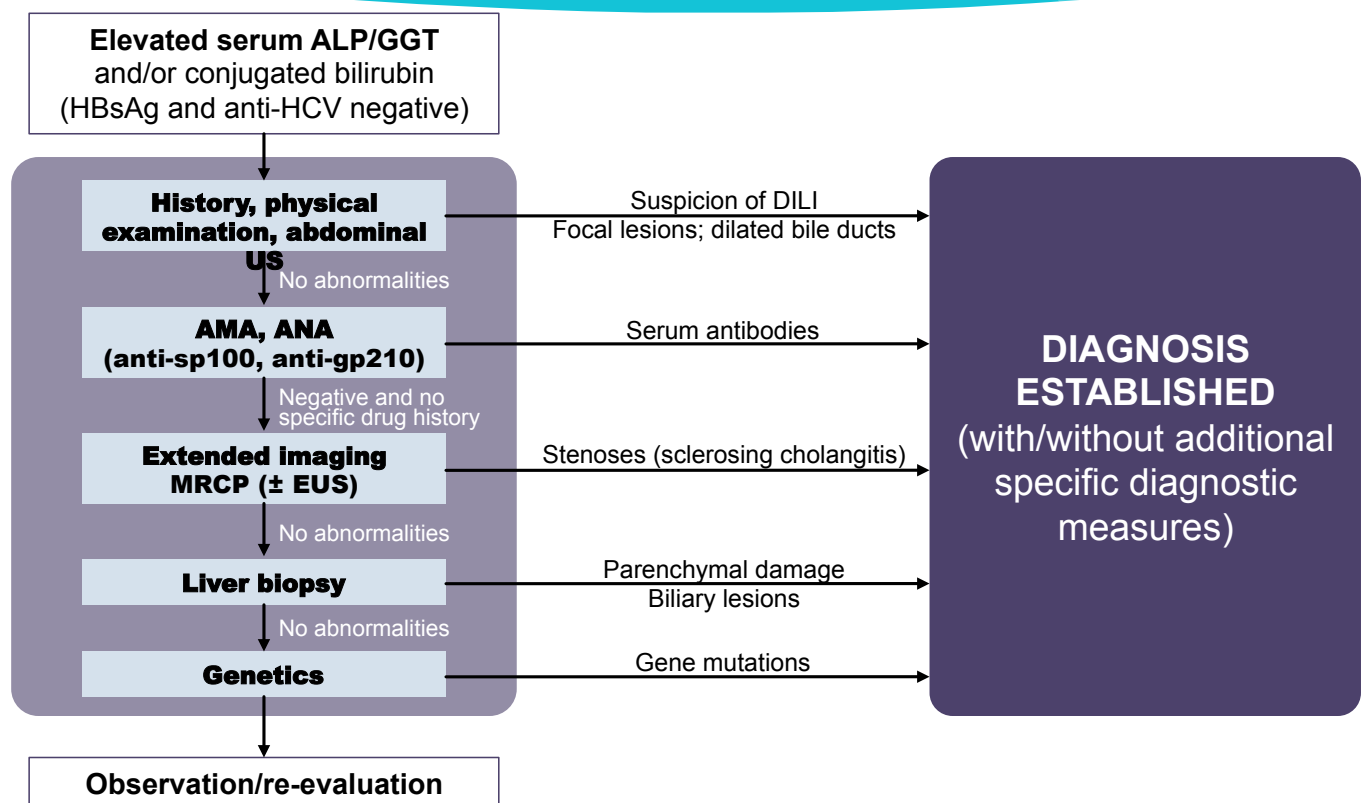 Elevated serum ALP/GGT
and/or conjugated bilirubin
(HBsAg and anti-HCV negative)
History, physical
examination, abdominal
US
Suspicion of DILI
Focal lesions; dilated bile ducts
No abnormalities
AMA, ANA
(anti-sp100, anti-gp210)
Serum antibodies
Negative and no
specific drug history
Extended imaging
MRCP (± EUS)
Stenoses (sclerosing cholangitis)
No abnormalities
Liver biopsy
Parenchymal damage
Biliary lesions
No abnormalities
Genetics
Gene mutations
Observation/re-evaluation
DIAGNOSIS
ESTABLISHED
(with/without additional
specific diagnostic
measures)